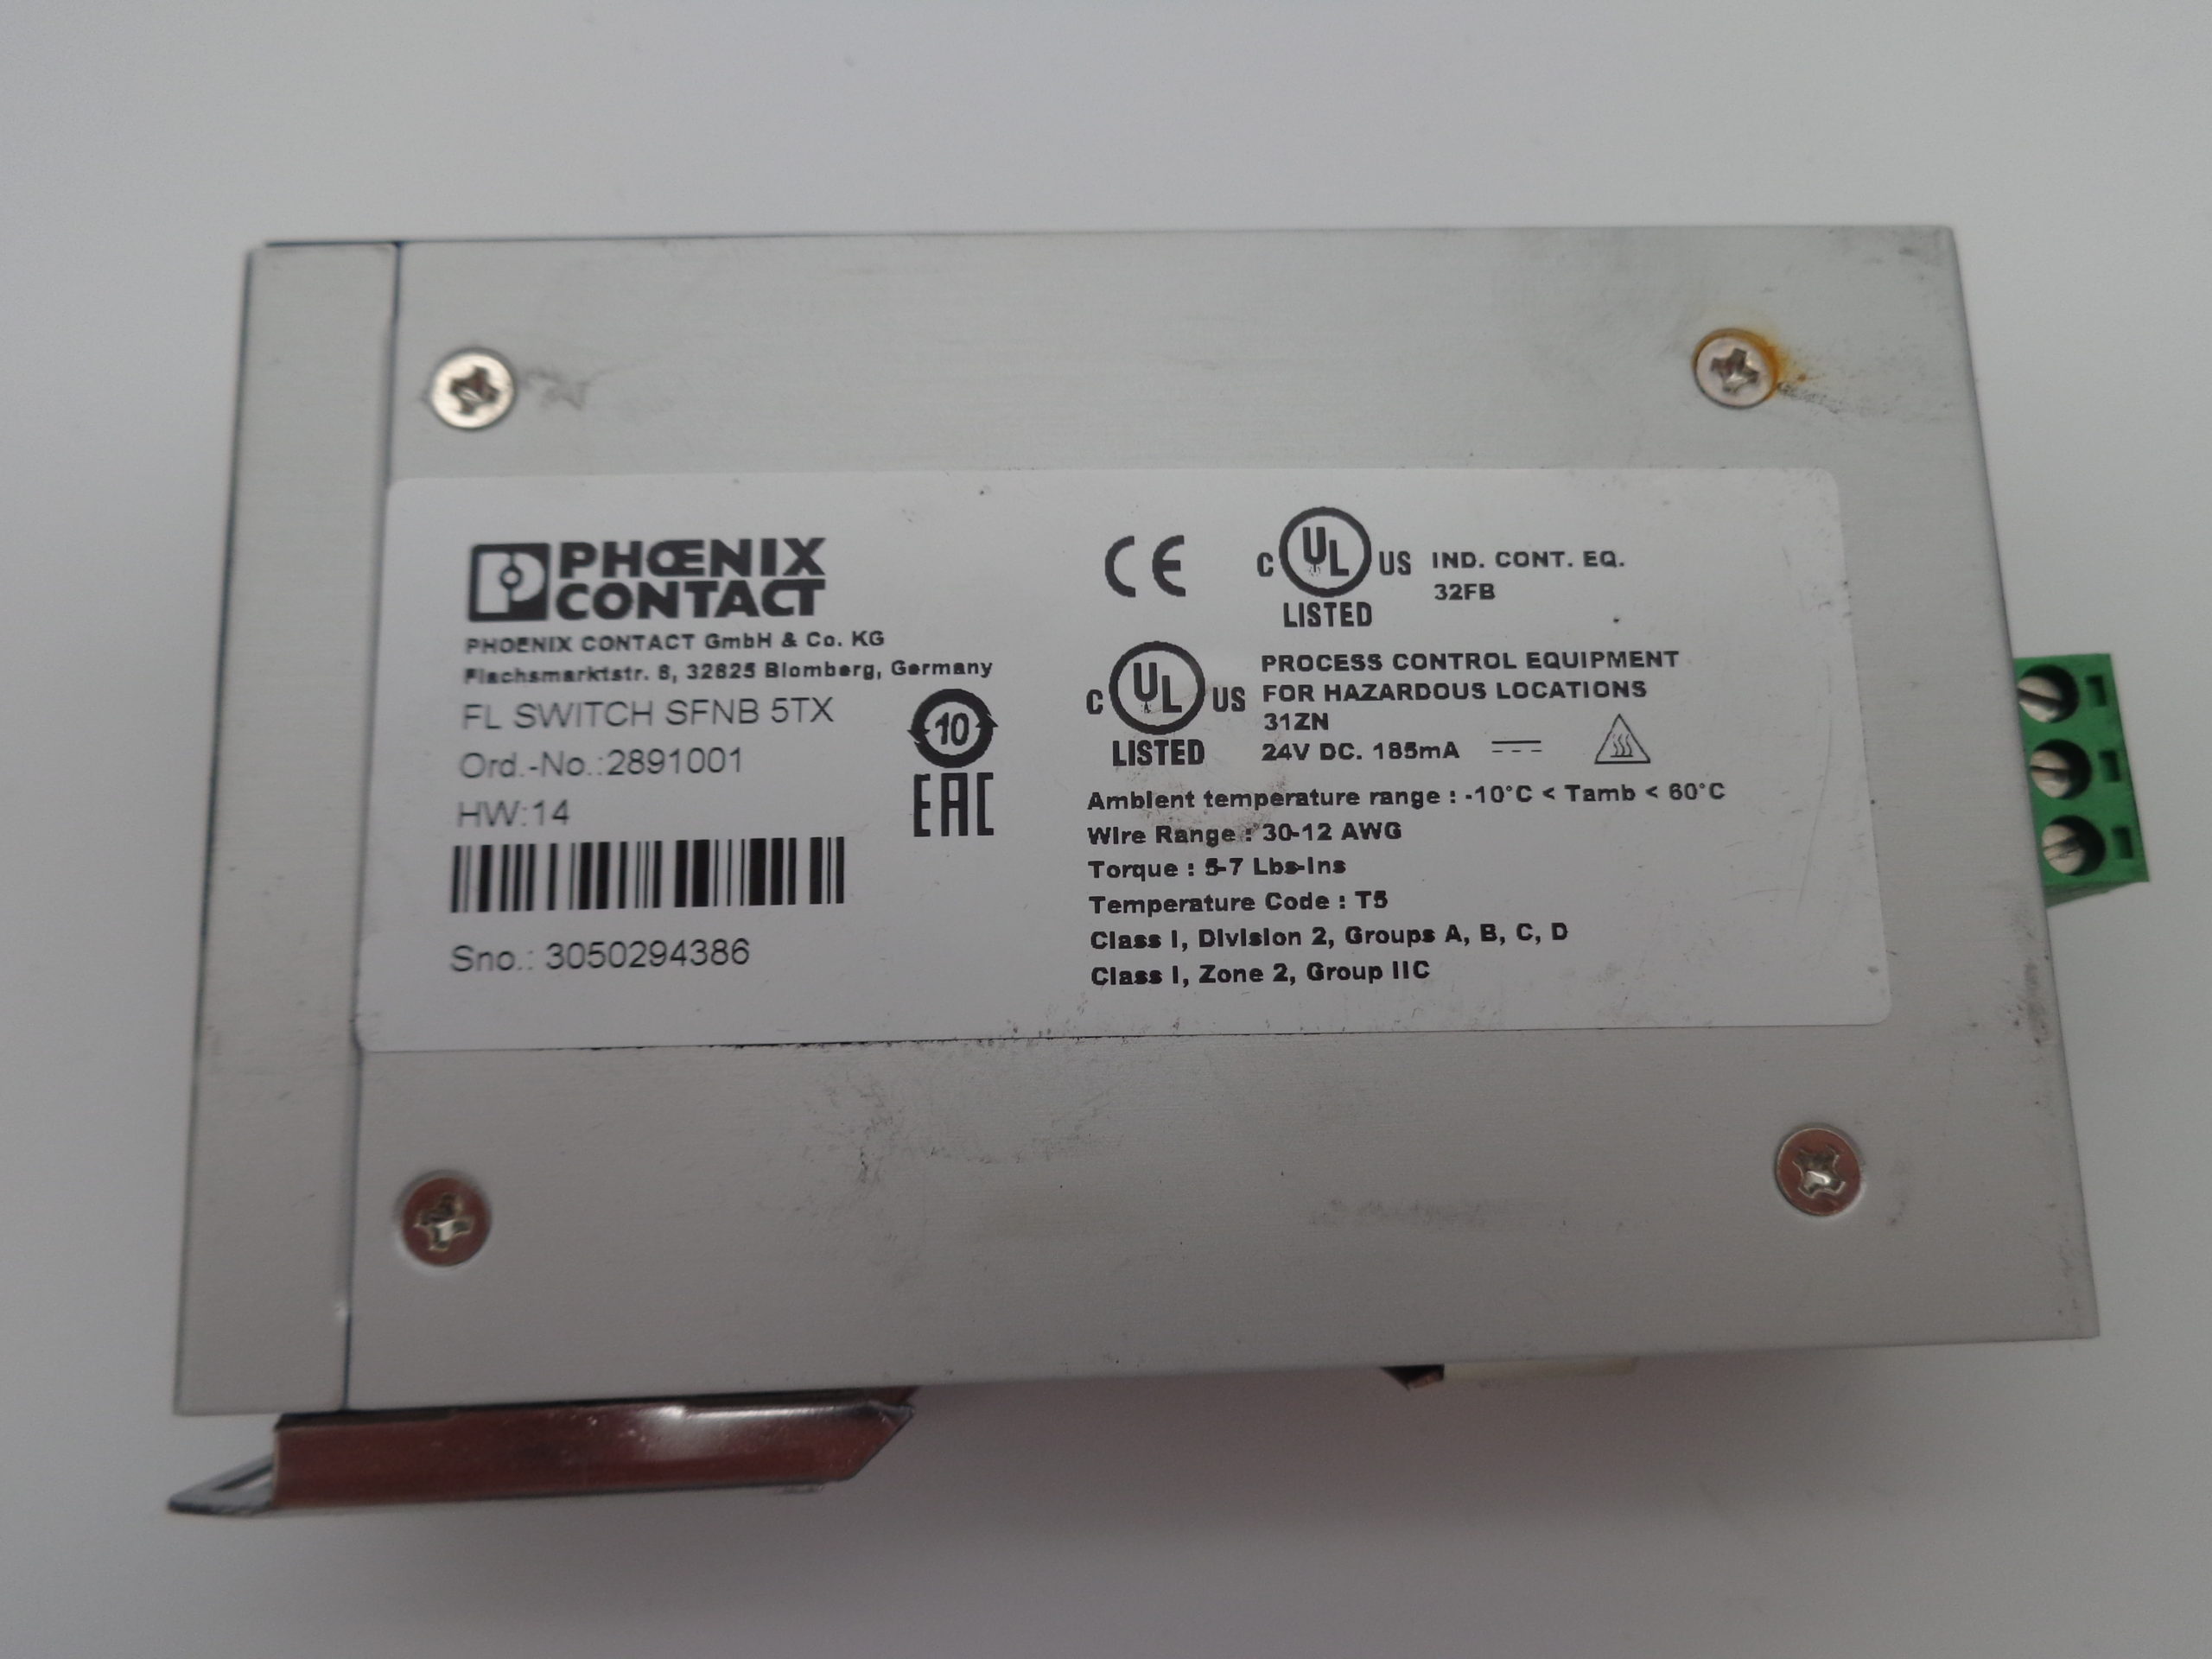 PHŒNIX
CONTACT
PHOENIX CONTACT GmbH & Co. KG
Flachsmarktstr. 8, 32825 Blomberg, Germany
FL SWITCH SFNB 5TX
Ord.-No.:2891001
HW:14
Sno.: 3050294386
10
EAC
CE
C UL US IND. CONT. EQ.
32FB
LISTED
C UL US
LISTED
PROCESS CONTROL EQUIPMENT
FOR HAZARDOUS LOCATIONS
31ZN
24V DC. 185mA
Ambient temperature range : -10°C < Tamb < 60°C
Wire Range : 30-12 AWG
Torque : 5-7 Lbs-Ins
Temperature Code : T5
Class I, Division 2, Groups A, B, C, D
Class I, Zone 2, Group IIC